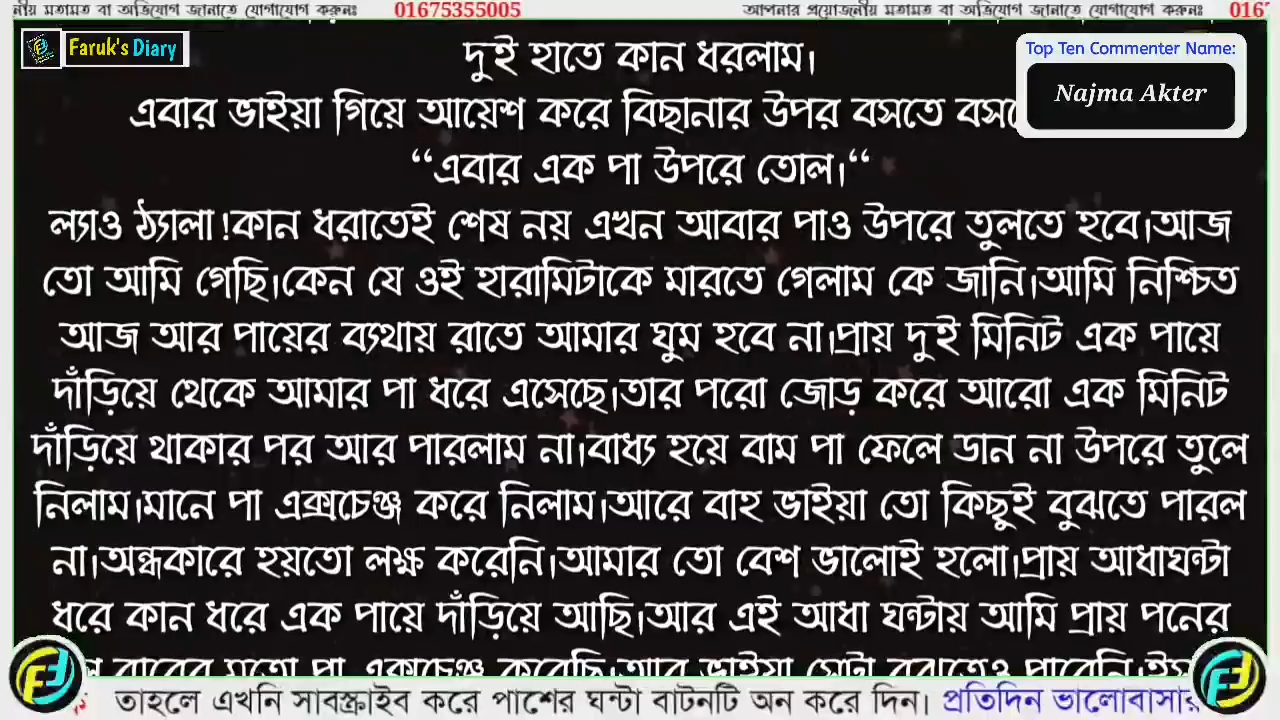 নীয় মতামত বা অভিযোগ জানাতে যোগাযোগ করুনঃ 01675355005 আপনার প্রয়োজনীয় মতামত বা অভিযোগ জানাতে যোগাযোগ করুনঃ 016
Faruk's Diary
Top Ten Commenter Name:
Najma Akter
দুই হাতে কান ধরলাম।
এবার ভাইয়া গিয়ে আয়েশ করে বিছানার উপর বসতে
“এবার এক পা উপরে তোল।“
ল্যাও ঠ্যালা!কান ধরাতেই শেষ নয় এখন আবার পাও উপরে তুলতে হবে।আজ
তো আমি গেছি।কেন যে ওই হারামিটাকে মারতে গেলাম কে জানি।আমি নিশ্চিত
আজ আর পায়ের ব্যথায় রাতে আমার ঘুম হবে না।প্রায় দুই মিনিট এক পায়ে
দাঁড়িয়ে থেকে আমার পা ধরে এসেছে।তার পরো জোড় করে আরো এক মিনিট
দাঁড়িয়ে থাকার পর আর পারলাম না।বাধ্য হয়ে বাম পা ফেলে ডান না উপরে তুলে
নিলাম।মানে পা এক্সচেঞ্জ করে নিলাম।আরে বাহ ভাইয়া তো কিছুই বুঝতে পারল
না।অন্ধকারে হয়তো লক্ষ করেনি।আমার তো বেশ ভালোই হলো।প্রায় আধাঘন্টা
ধরে কান ধরে এক পায়ে দাঁড়িয়ে আছি।আর এই আধা ঘন্টায় আমি প্রায় পনের
তাহলে এখনি সাবস্ক্রাইব করে পাশের ঘন্টা বাটনটি অন করে দিন। প্রতিদিন ভালোবাসার